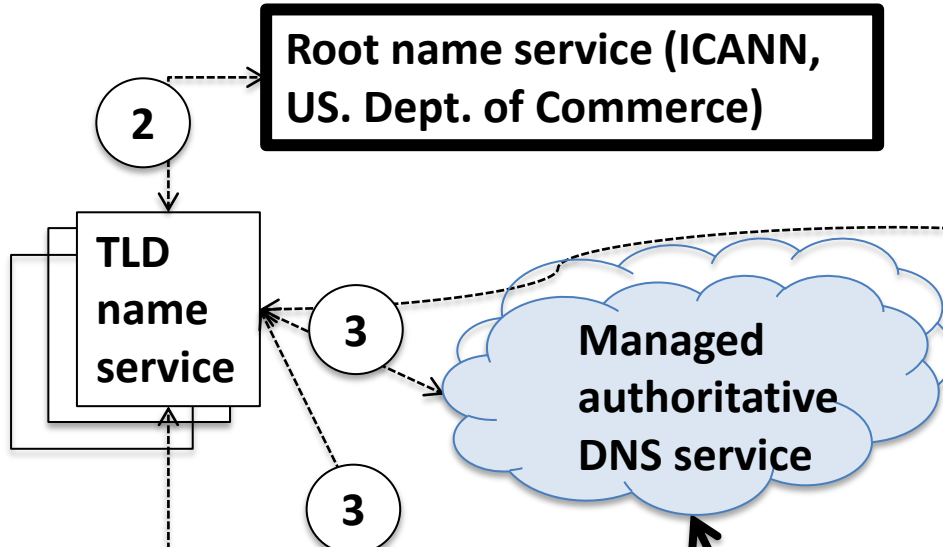 Root name service (ICANN,
US. Dept. of Commerce)
2
TLD
name
service
3
Managed
authoritative
DNS service
3